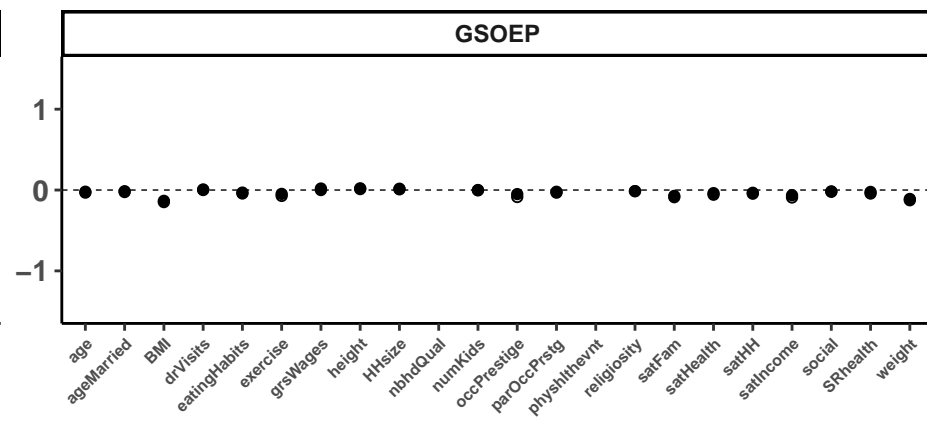 GSOEP
1
0
−1
age
ageMarried
BMI
drVisits
eatingHabits
exercise
grsWages
height
HHsize
nbhdQual
numKids
occPrestige
parOccPrstg
physhlthevnt
religiosity
satFam
satHealth
satHH
satIncome
social
SRhealth
weight